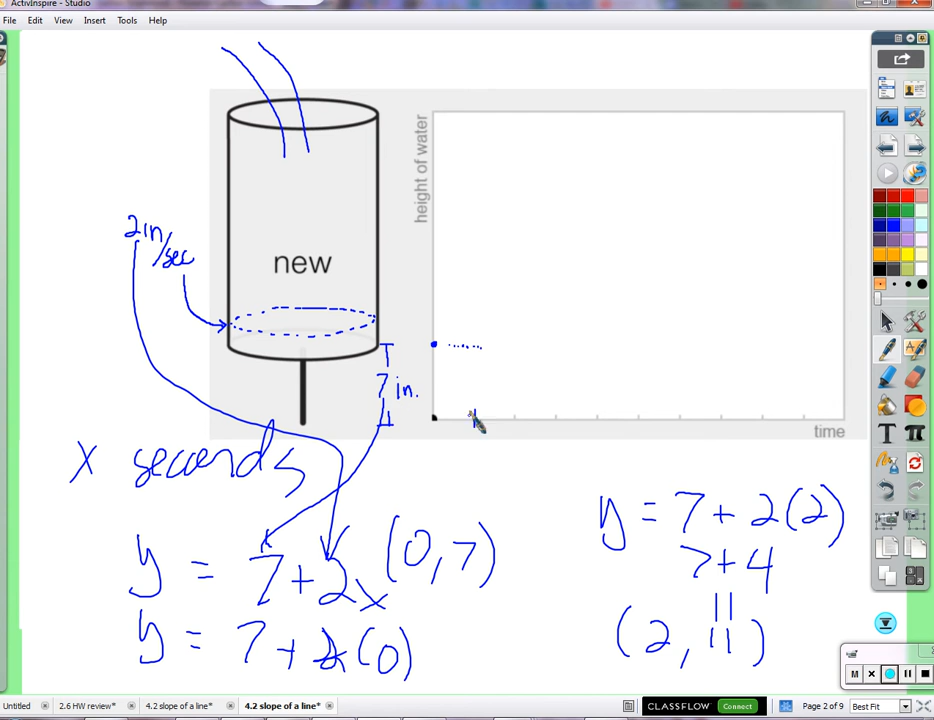 ActivInspire - Studio
File Edit View Insert Tools Help
height of water
2in
/sec
new
7 in.
time
x seconds
y = 7 + 2x (0,7)
y = 7 + 2(0)
y = 7 + 2(2)
7 + 4
11
(2, 11)
M
Untitled 2.6 HW review* 4.2 slope of a line* 4.2 slope of a line*
CLASSFLOW Connect
Page 2 of 9 Best Fit